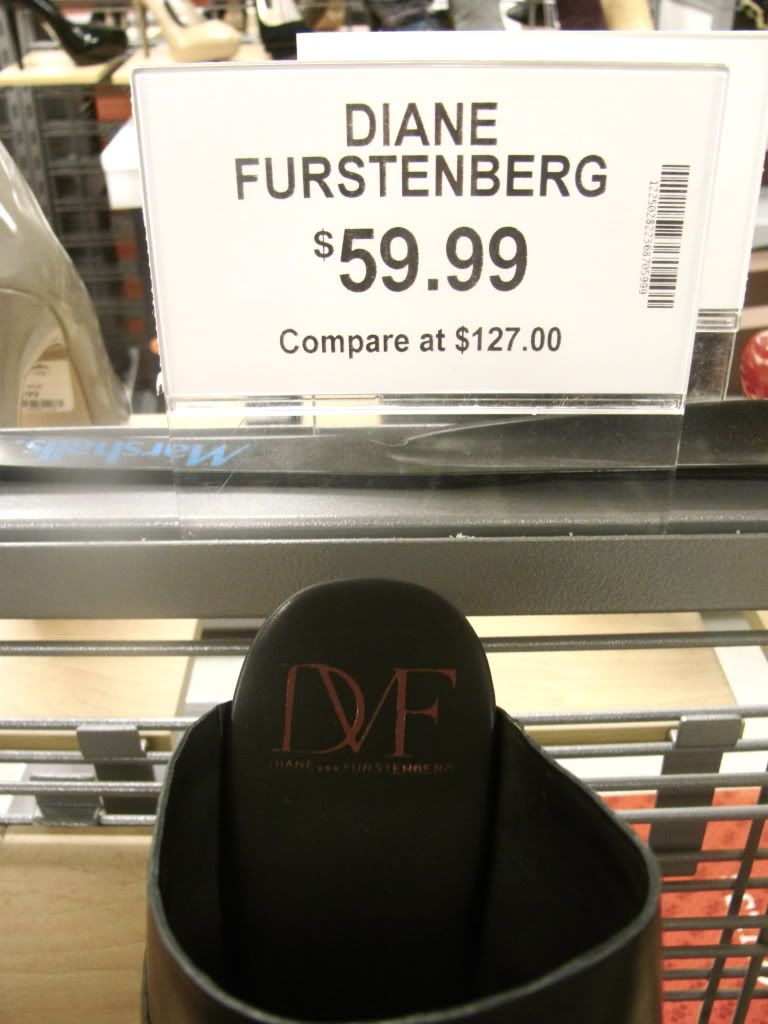 DIANE
FURSTENBERG
$59.99
Compare at $127.00
Marshalls.
DVF
DIANE von FURSTENBERG